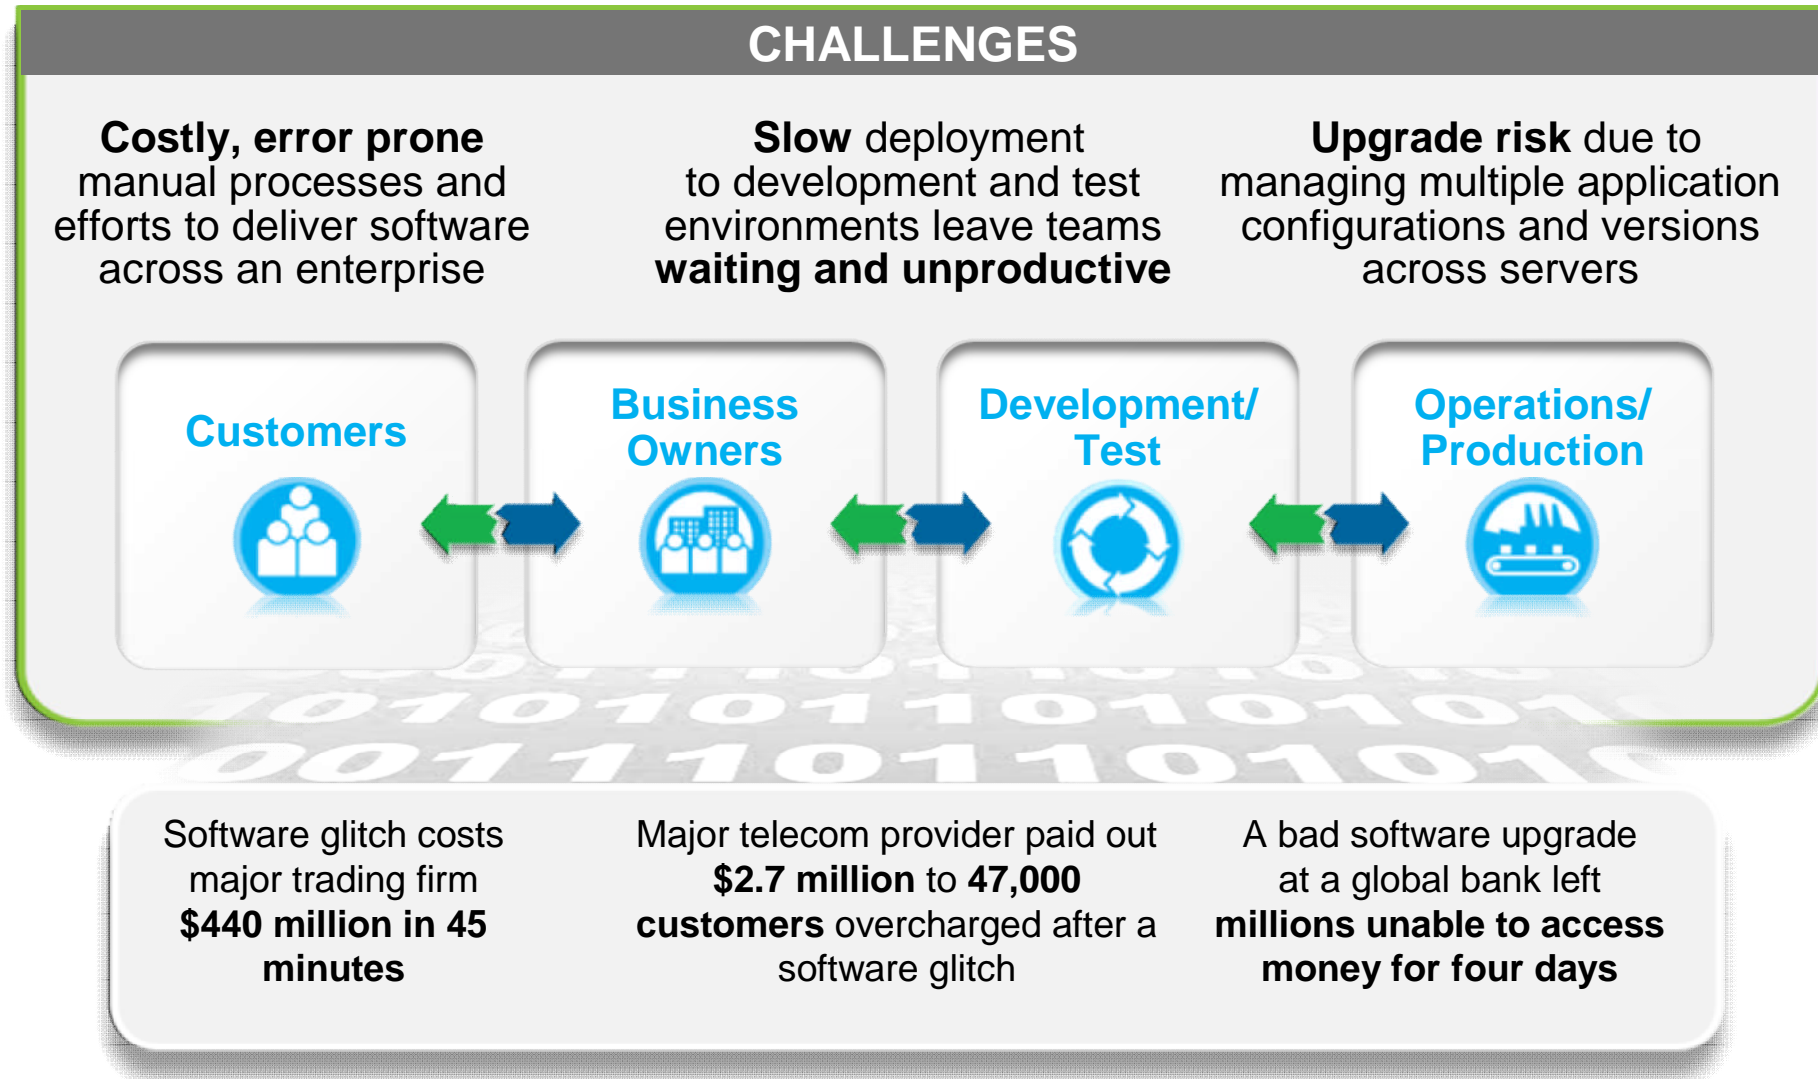 CHALLENGES
Costly, error prone
manual processes and
efforts to deliver software
across an enterprise
Slow deployment
to development and test
environments leave teams
waiting and unproductive
Upgrade risk due to
managing multiple application
configurations and versions
across servers
Customers
Business
Owners
Development/
Test
Operations/
Production
10101011010101
001111011010101
Software glitch costs
major trading firm
$440 million in 45
minutes
Major telecom provider paid out
$2.7 million to 47,000
customers overcharged after a
software glitch
A bad software upgrade
at a global bank left
millions unable to access
money for four days